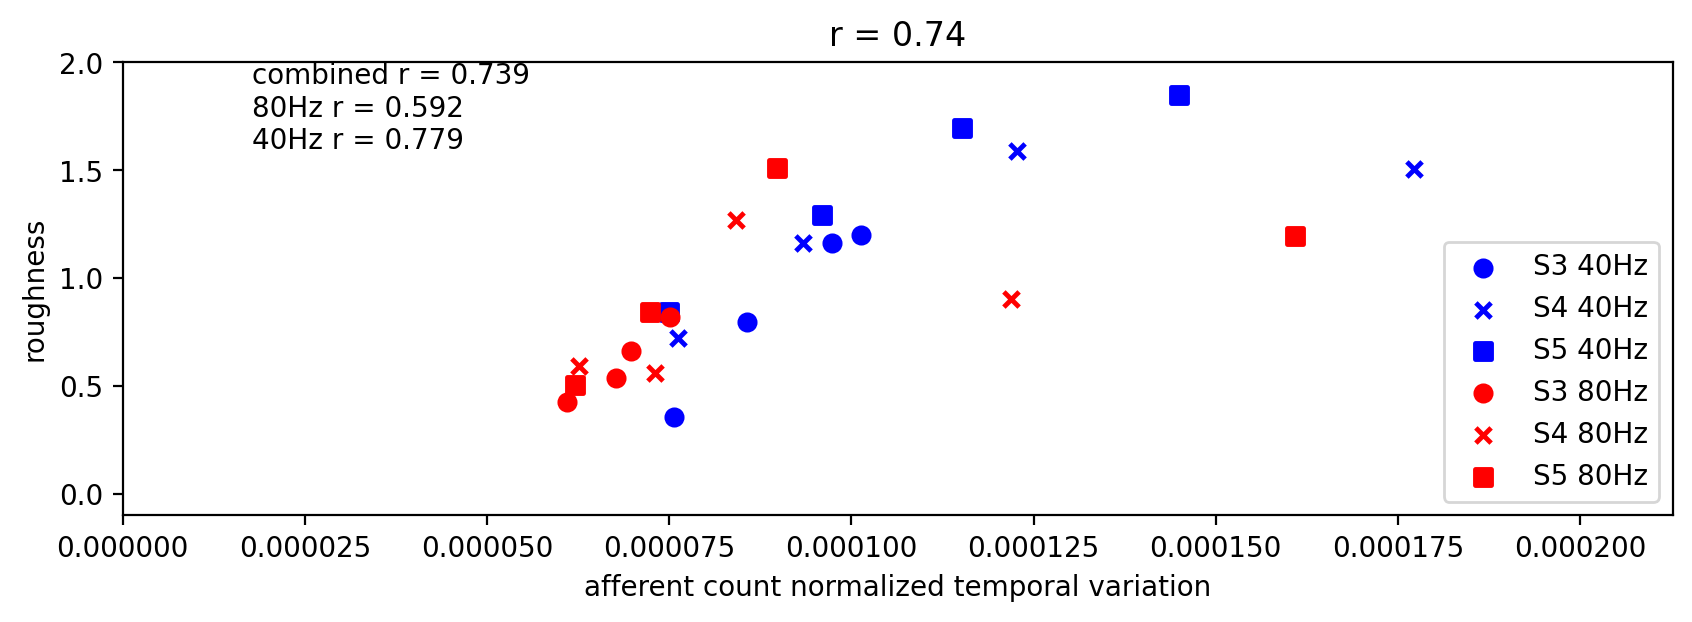 r = 0.74
combined r = 0.739
80Hz r = 0.592
40Hz r = 0.779
2.0
1.5
1.0
0.5
0.0
roughness
S3 40Hz
S4 40Hz
S5 40Hz
S3 80Hz
S4 80Hz
S5 80Hz
0.000000 0.000025 0.000050 0.000075 0.000100 0.000125 0.000150 0.000175 0.000200
afferent count normalized temporal variation